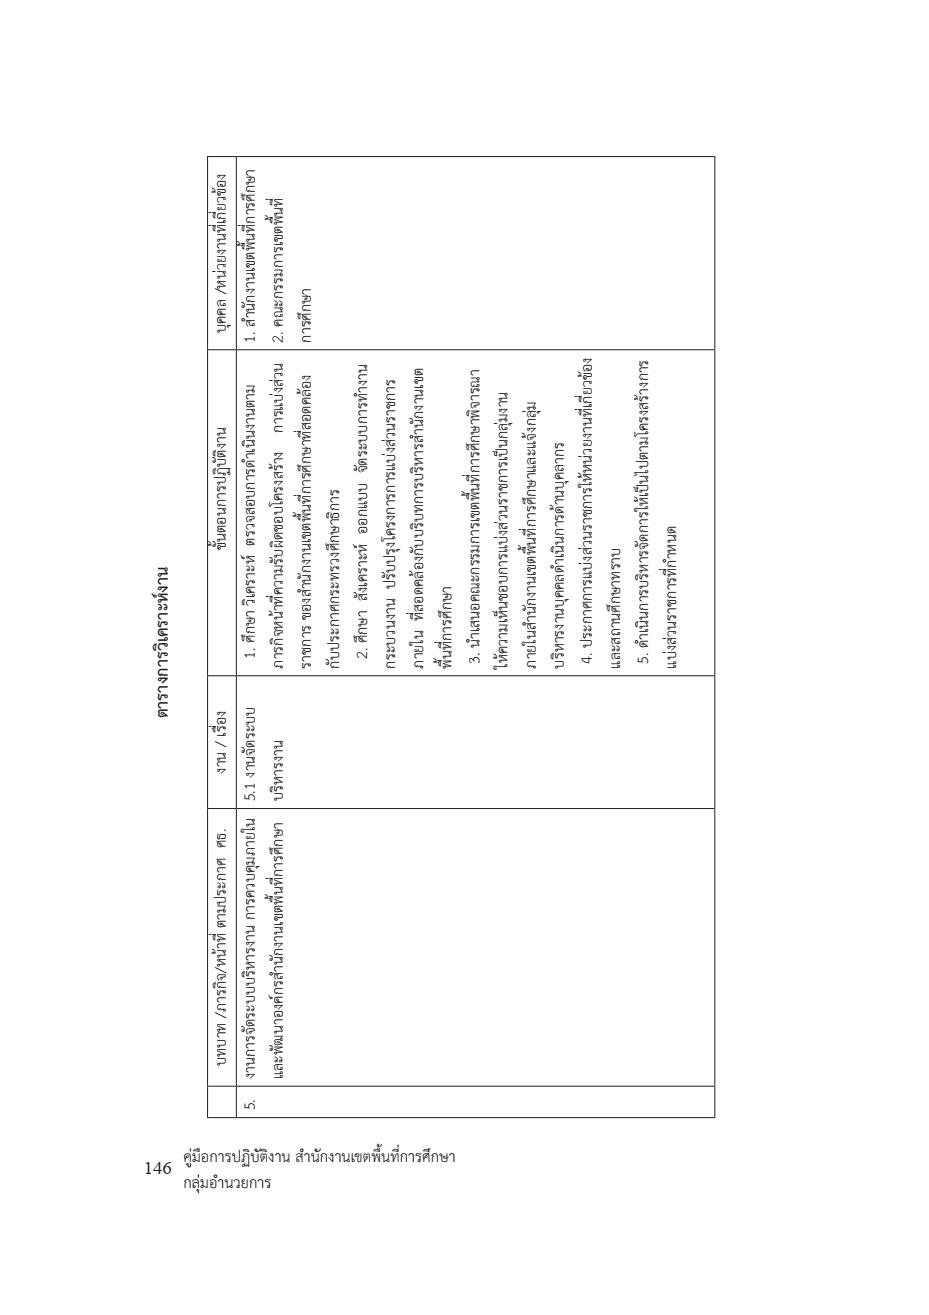 ตารางการวิเคราะห์งาน
บทบาท /ภารกิจ/หน้าที่ ตามประกาศ ศธ.
งาน / เรื่อง
ขั้นตอนการปฏิบัติงาน
บุคคล /หน่วยงานที่เกี่ยวข้อง
5.
งานการจัดระบบบริหารงาน การควบคุมภายใน
และพัฒนาองค์กรสำนักงานเขตพื้นที่การศึกษา
5.1 งานจัดระบบ
บริหารงาน
1. ศึกษา วิเคราะห์ ตรวจสอบการดำเนินงานตาม
ภารกิจหน้าที่ความรับผิดชอบโครงสร้าง การแบ่งส่วน
ราชการ ของสำนักงานเขตพื้นที่การศึกษาที่สอดคล้อง
กับประกาศกระทรวงศึกษาธิการ
2. ศึกษา สังเคราะห์ ออกแบบ จัดระบบการทำงาน
กระบวนงาน ปรับปรุงโครงการการแบ่งส่วนราชการ
ภายใน ที่สอดคล้องกับบริบทการบริหารสำนักงานเขต
พื้นที่การศึกษา
3. นำเสนอคณะกรรมการเขตพื้นที่การศึกษาพิจารณา
ให้ความเห็นชอบการแบ่งส่วนราชการเป็นกลุ่มงาน
ภายในสำนักงานเขตพื้นที่การศึกษาและแจ้งกลุ่ม
บริหารงานบุคคลดำเนินการด้านบุคลากร
4. ประกาศการแบ่งส่วนราชการให้หน่วยงานที่เกี่ยวข้อง
และสถานศึกษาทราบ
5. ดำเนินการบริหารจัดการให้เป็นไปตามโครงสร้างการ
แบ่งส่วนราชการที่กำหนด
1. สำนักงานเขตพื้นที่การศึกษา
2. คณะกรรมการเขตพื้นที่
การศึกษา
146
คู่มือการปฏิบัติงาน สำนักงานเขตพื้นที่การศึกษา
กลุ่มอำนวยการ